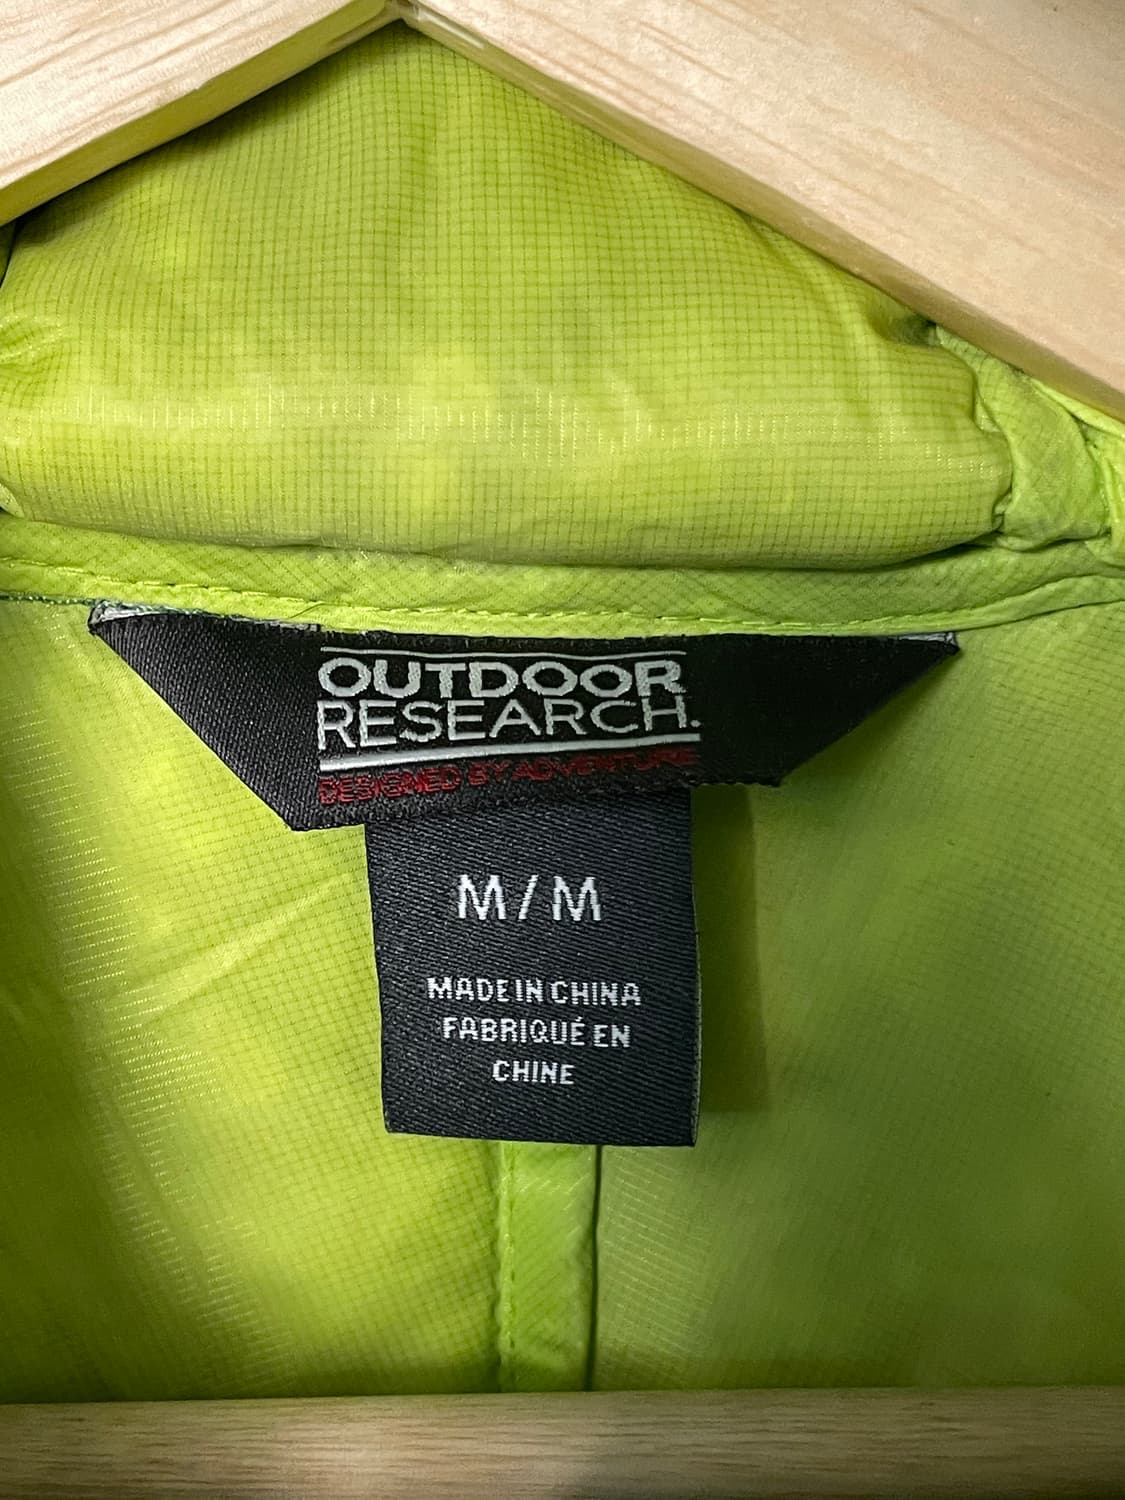 OUTDOOR
RESEARCH.
DESIGNED BY ADVENTURE
M / M
MADE IN CHINA
FABRIQUÉ EN
CHINE